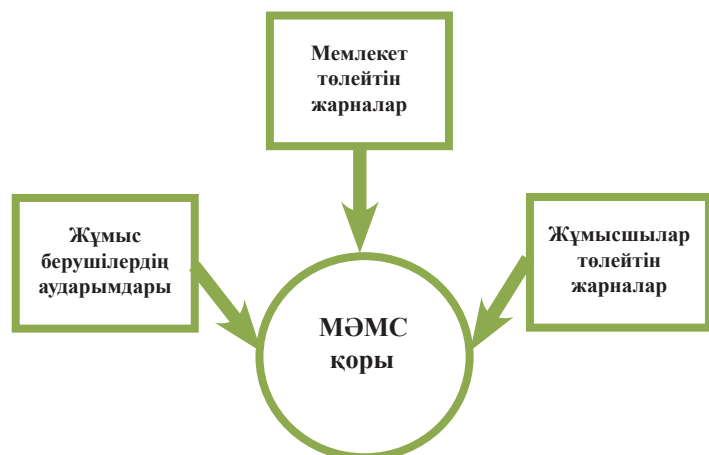 Мемлекет
төлейтін
жарналар
Жұмыс
берушілердің
аударымдары
Жұмысшылар
төлейтін
жарналар
МӘМС
қоры